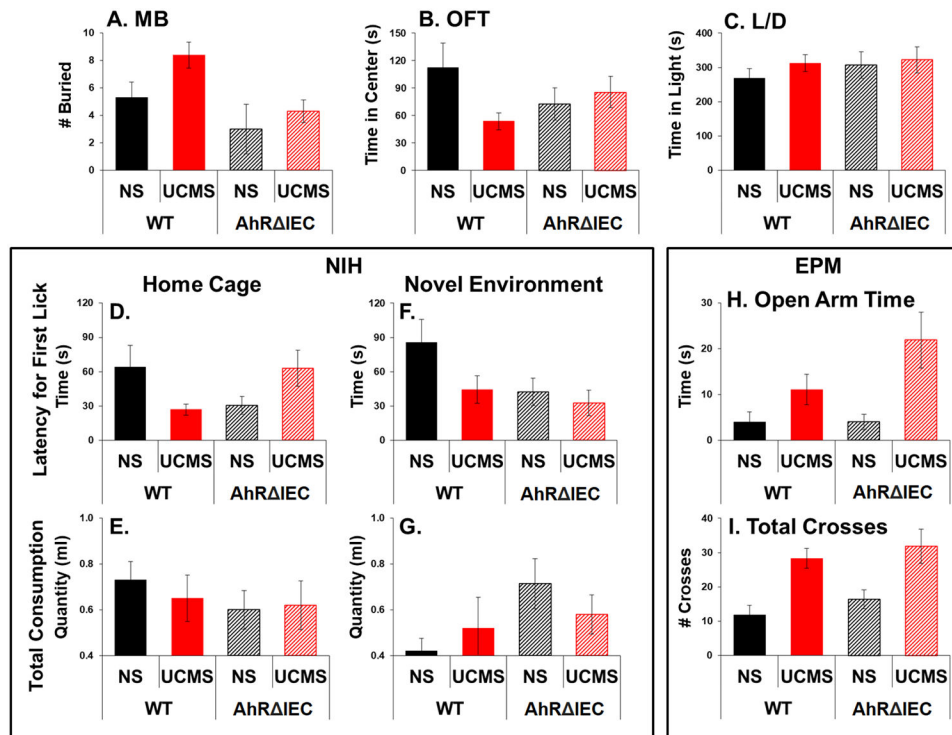 A. MB
# Buried
10
8
6
4
2
0
NS UCMS NS UCMS
WT AhRΔIEC
B. OFT
Time in Center (s)
150
120
90
60
30
0
NS UCMS NS UCMS
WT AhRΔIEC
C. L/D
Time in Light (s)
400
300
200
100
0
NS UCMS NS UCMS
WT AhRΔIEC
NIH
Home Cage
Novel Environment
Latency for First Lick
D.
Time (s)
120
90
60
30
0
NS UCMS NS UCMS
WT AhRΔIEC
F.
Time (s)
120
90
60
30
0
NS UCMS NS UCMS
WT AhRΔIEC
Total Consumption
E.
Quantity (ml)
1.0
0.8
0.6
0.4
NS UCMS NS UCMS
WT AhRΔIEC
G.
Quantity (ml)
1.0
0.8
0.6
0.4
NS UCMS NS UCMS
WT AhRΔIEC
EPM
H. Open Arm Time
Time (s)
30
20
10
0
NS UCMS NS UCMS
WT AhRΔIEC
I. Total Crosses
# Crosses
40
30
20
10
0
NS UCMS NS UCMS
WT AhRΔIEC